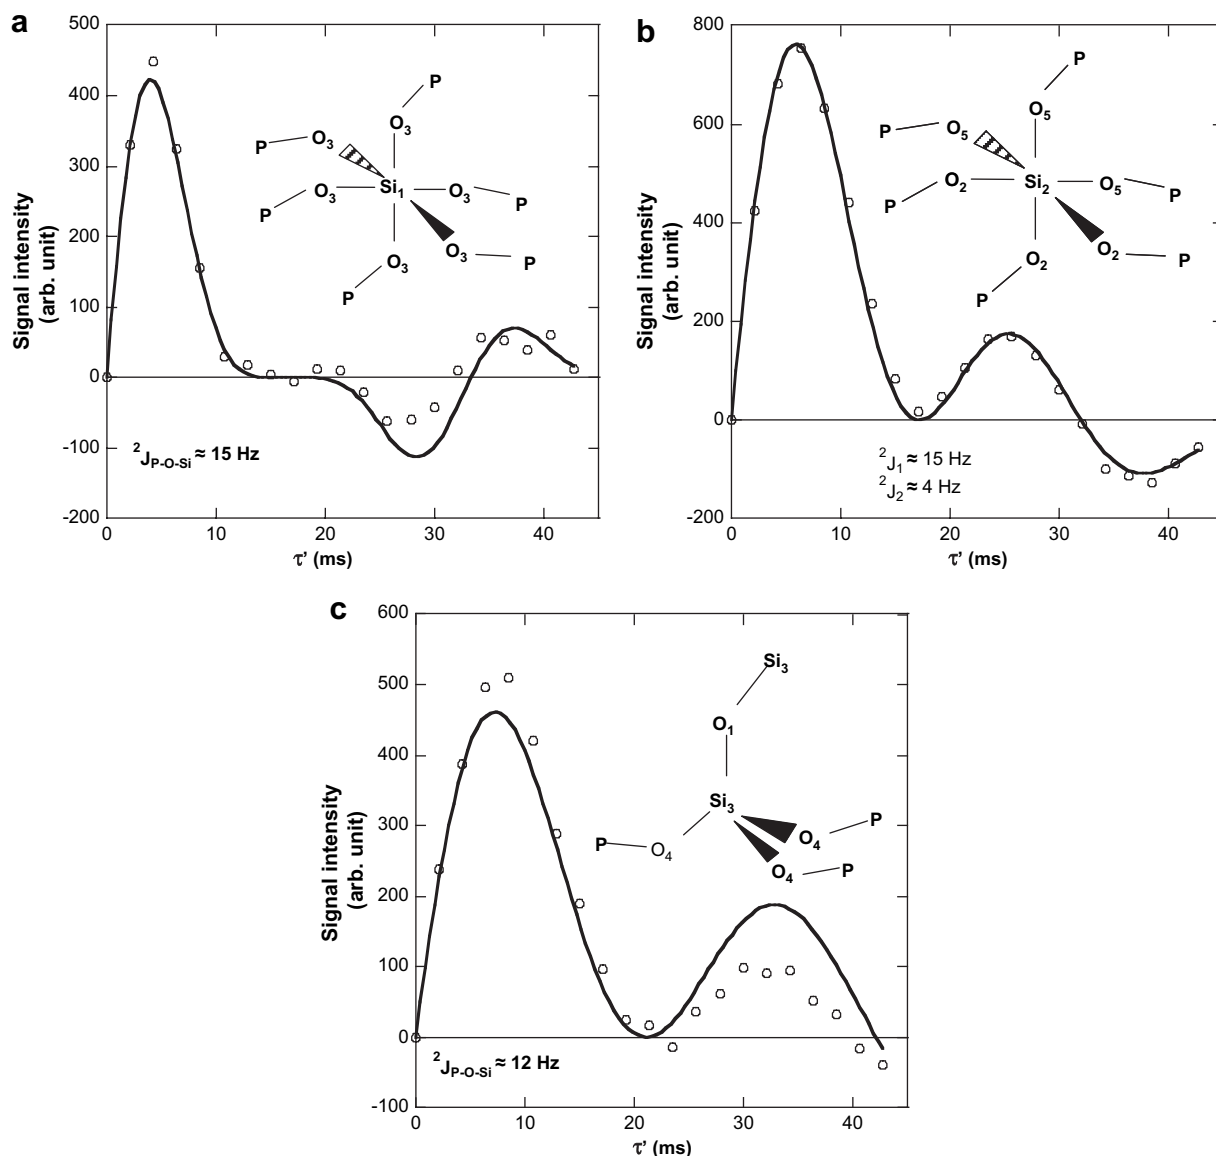 a
Signal intensity
(arb. unit)
500
400
300
200
100
0
-100
-200
0
10
20
30
40
τ' (ms)
P
O₃
P
O₃
P
O₃
Si₁
O₃
P
O₃
P
O₃
P
²J_P-O-Si ≈ 15 Hz
b
Signal intensity
(arb. unit)
800
600
400
200
0
-200
0
10
20
30
40
τ' (ms)
P
O₅
P
O₅
P
O₂
Si₂
O₅
P
O₂
P
O₂
P
²J₁ ≈ 15 Hz
²J₂ ≈ 4 Hz
c
Signal intensity
(arb. unit)
600
500
400
300
200
100
0
-100
0
10
20
30
40
τ' (ms)
Si₃
O₁
Si₃
P
O₄
O₄
P
O₄
P
²J_P-O-Si ≈ 12 Hz